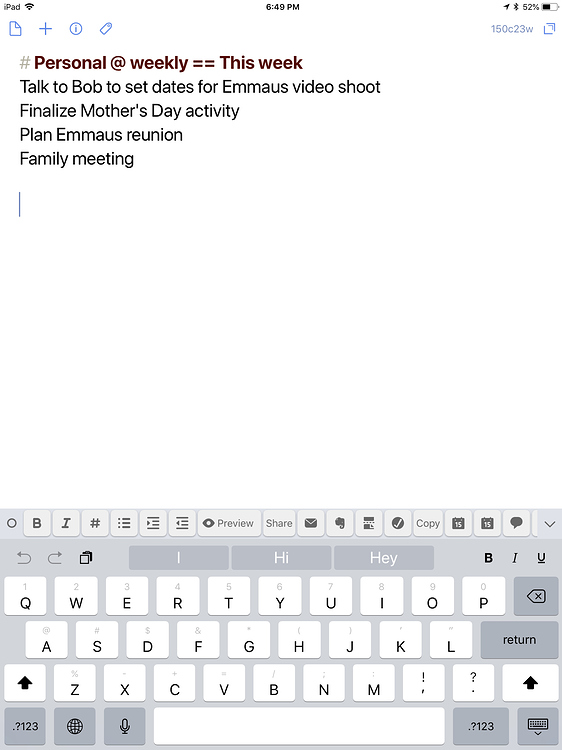 iPad 6:49 PM 52%
150c23w
# Personal @ weekly == This week
Talk to Bob to set dates for Emmaus video shoot
Finalize Mother's Day activity
Plan Emmaus reunion
Family meeting
B I # Preview Share 15 Copy 15
I Hi Hey B I U
1 2 3 4 5 6 7 8 9 0
Q W E R T Y U I O P
@ # $ & * ( ) ' "
A S D F G H J K L return
% - + = / ; : ! ?
Z X C V B N M , .
.?123 .?123